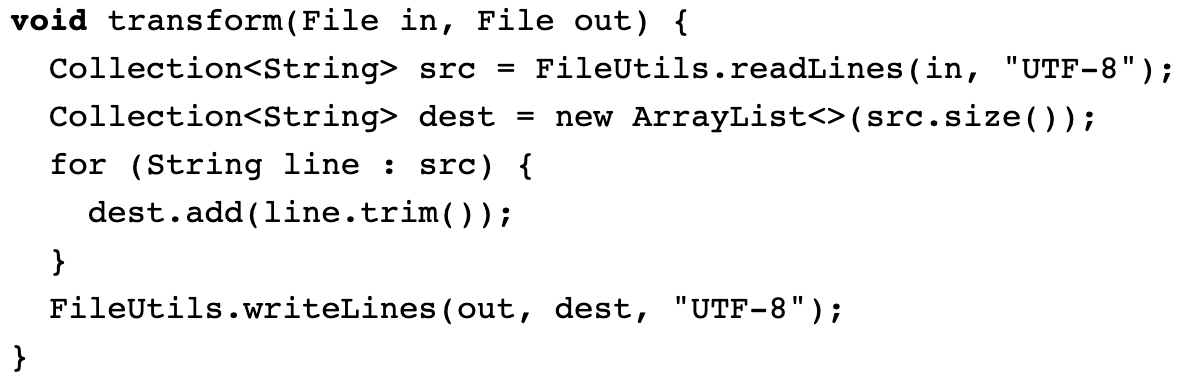 void transform(File in, File out) {
  Collection<String> src = FileUtils.readLines(in, "UTF-8");
  Collection<String> dest = new ArrayList<>(src.size());
  for (String line : src) {
    dest.add(line.trim());
  }
  FileUtils.writeLines(out, dest, "UTF-8");
}